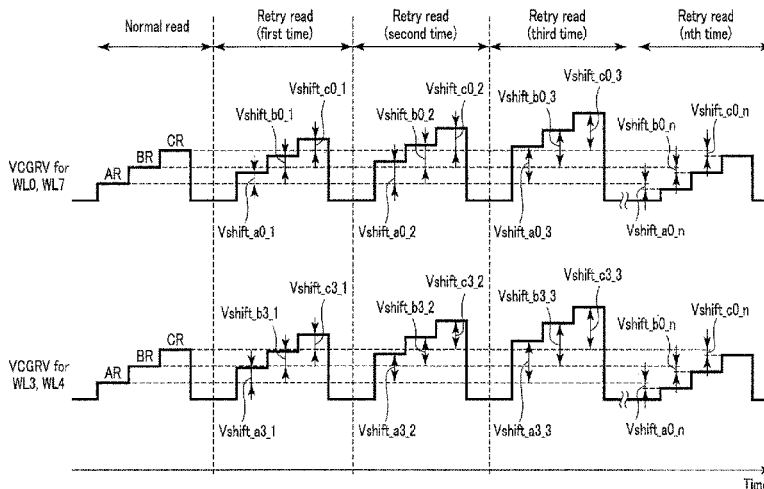 Normal read
Retry read
(first time)
Retry read
(second time)
Retry read
(third time)
Retry read
(nth time)
Vshift_b0_1
Vshift_c0_1
Vshift_c0_2
Vshift_b0_2
Vshift_c0_3
Vshift_b0_3
Vshift_c0_n
Vshift_b0_n
VCGRV for
WL0, WL7
AR
BR
CR
Vshift_a0_1
Vshift_a0_2
Vshift_a0_3
Vshift_a0_n
Vshift_b3_1
Vshift_c3_1
Vshift_c3_2
Vshift_b3_2
Vshift_c3_3
Vshift_b3_3
Vshift_c0_n
Vshift_b0_n
VCGRV for
WL3, WL4
AR
BR
CR
Vshift_a3_1
Vshift_a3_2
Vshift_a3_3
Vshift_a0_n
Time